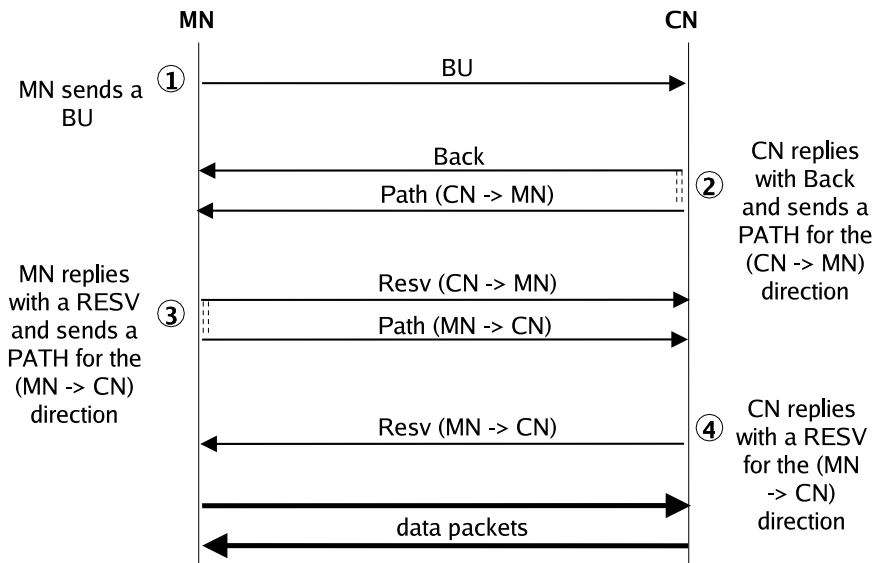 MN
CN
① BU
MN sends a
BU
Back
Path (CN -> MN)
②
CN replies
with Back
and sends a
PATH for the
(CN -> MN)
direction
MN replies
with a RESV
and sends a
PATH for the
(MN -> CN)
direction
③
Resv (CN -> MN)
Path (MN -> CN)
Resv (MN -> CN)
④
CN replies
with a RESV
for the (MN
-> CN)
direction
data packets